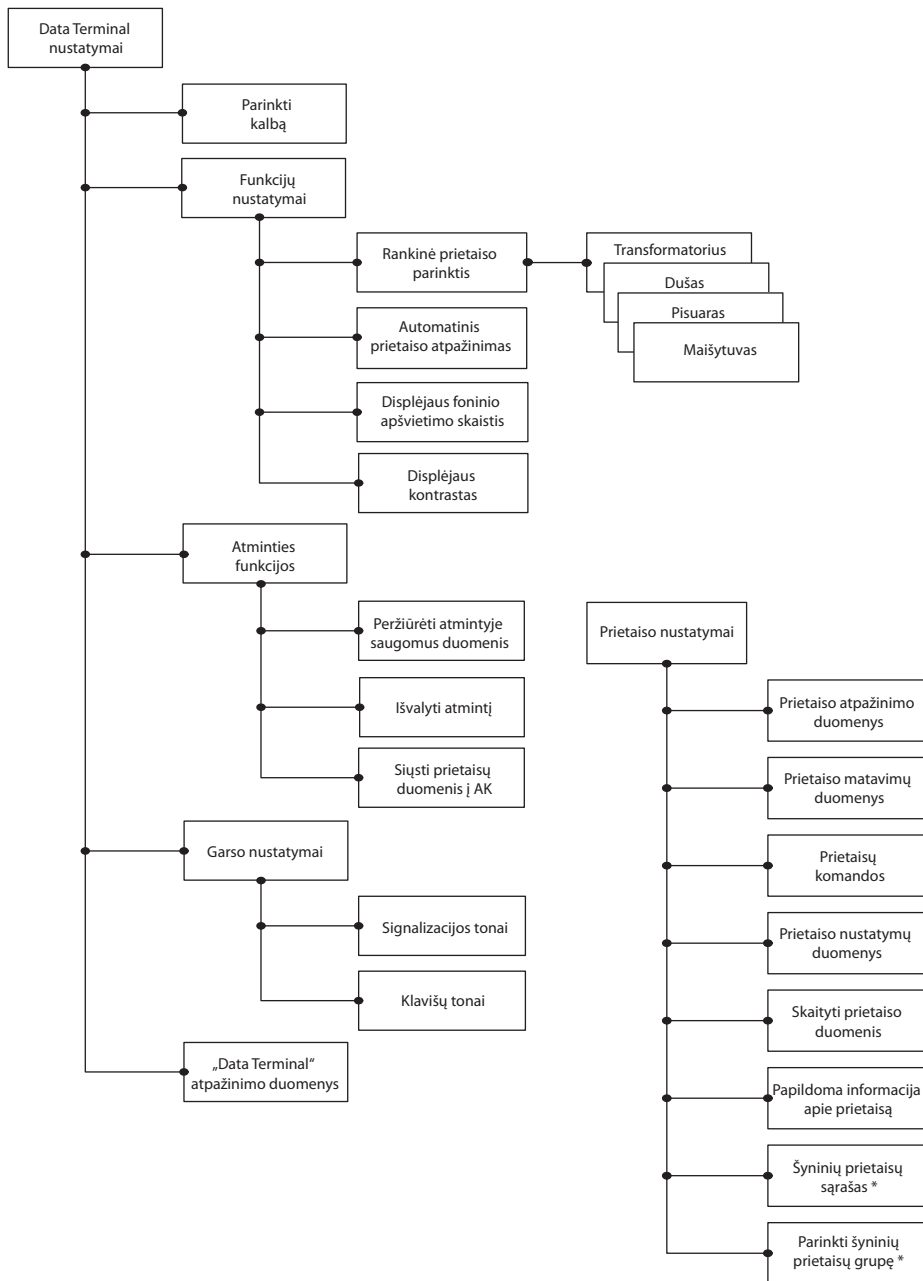 Data Terminal
nustatymai
Parinkti
kalbą
Funkcijų
nustatymai
Rankinė prietaiso
parinktis
Transformatorius
Dušas
Pisuaras
Maišytuvas
Automatinis
prietaiso atpažinimas
Displėjaus foninio
apšvietimo skaistis
Displėjaus
kontrastas
Atminties
funkcijos
Peržiūrėti atmintyje
saugomus duomenis
Išvalyti atmintį
Siųsti prietaisų
duomenis į AK
Garso nustatymai
Signalizacijos tonai
Klavišų tonai
„Data Terminal“
atpažinimo duomenys
Prietaiso nustatymai
Prietaiso atpažinimo
duomenys
Prietaiso matavimų
duomenys
Prietaisų
komandos
Prietaiso nustatymų
duomenys
Skaityti prietaiso
duomenis
Papildoma informacija
apie prietaisą
Šyninių prietaisų
sąrašas *
Parinkti šyninių
prietaisų grupę *